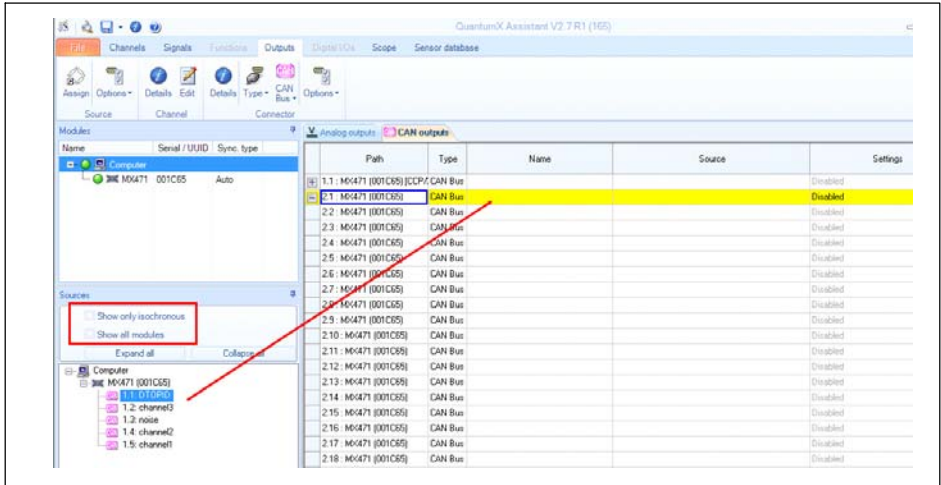 QuantumX Assistant V2.7 R1 (165)
File Channels Signals Functions Outputs Digital I/Os Scope Sensor database
Assign Options Details Edit Details Type CAN Bus Options
Source Channel Connector
Modules
Name Serial / UUID Sync. type
Computer
MX471 001C65 Auto
Sources
Show only isochronous
Show all modules
Expand all Collapse all
Computer
MX471 (001C65)
1.1: DTOPID
1.2: channel3
1.3: noise
1.4: channel2
1.5: channel1
Analog outputs CAN outputs
Path Type Name Source Settings
1.1 : MX471 (001C65) [CCP/ CAN Bus Disabled
2.1 : MX471 (001C65) CAN Bus Disabled
2.2 : MX471 (001C65) CAN Bus Disabled
2.3 : MX471 (001C65) CAN Bus Disabled
2.4 : MX471 (001C65) CAN Bus Disabled
2.5 : MX471 (001C65) CAN Bus Disabled
2.6 : MX471 (001C65) CAN Bus Disabled
2.7 : MX471 (001C65) CAN Bus Disabled
2.8 : MX471 (001C65) CAN Bus Disabled
2.9 : MX471 (001C65) CAN Bus Disabled
2.10 : MX471 (001C65) CAN Bus Disabled
2.11 : MX471 (001C65) CAN Bus Disabled
2.12 : MX471 (001C65) CAN Bus Disabled
2.13 : MX471 (001C65) CAN Bus Disabled
2.14 : MX471 (001C65) CAN Bus Disabled
2.15 : MX471 (001C65) CAN Bus Disabled
2.16 : MX471 (001C65) CAN Bus Disabled
2.17 : MX471 (001C65) CAN Bus Disabled
2.18 : MX471 (001C65) CAN Bus Disabled